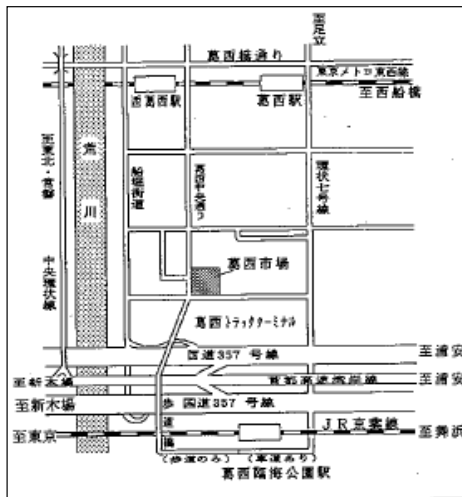 至足立
葛西橋通り
東京メトロ東西線
西葛西駅
葛西駅
至西船橋
至東北・常磐
荒川
船堀街道
葛西中央通り
環状七号線
中央環状線
葛西市場
葛西トラックターミナル
国道357号線
至浦安
至新木場
首都高速湾岸線
至浦安
至新木場
歩道橋
国道357号線
至東京
JR京葉線
至舞浜
(歩道のみ)
(車道あり)
葛西臨海公園駅